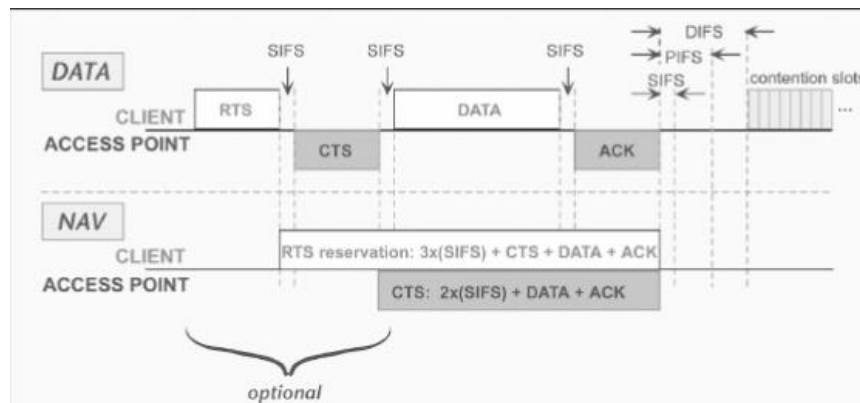 DIFS
SIFS SIFS SIFS PIFS
DATA SIFS contention slots
CLIENT RTS DATA ...
ACCESS POINT CTS ACK
NAV
CLIENT RTS reservation: 3x(SIFS) + CTS + DATA + ACK
ACCESS POINT CTS: 2x(SIFS) + DATA + ACK
optional